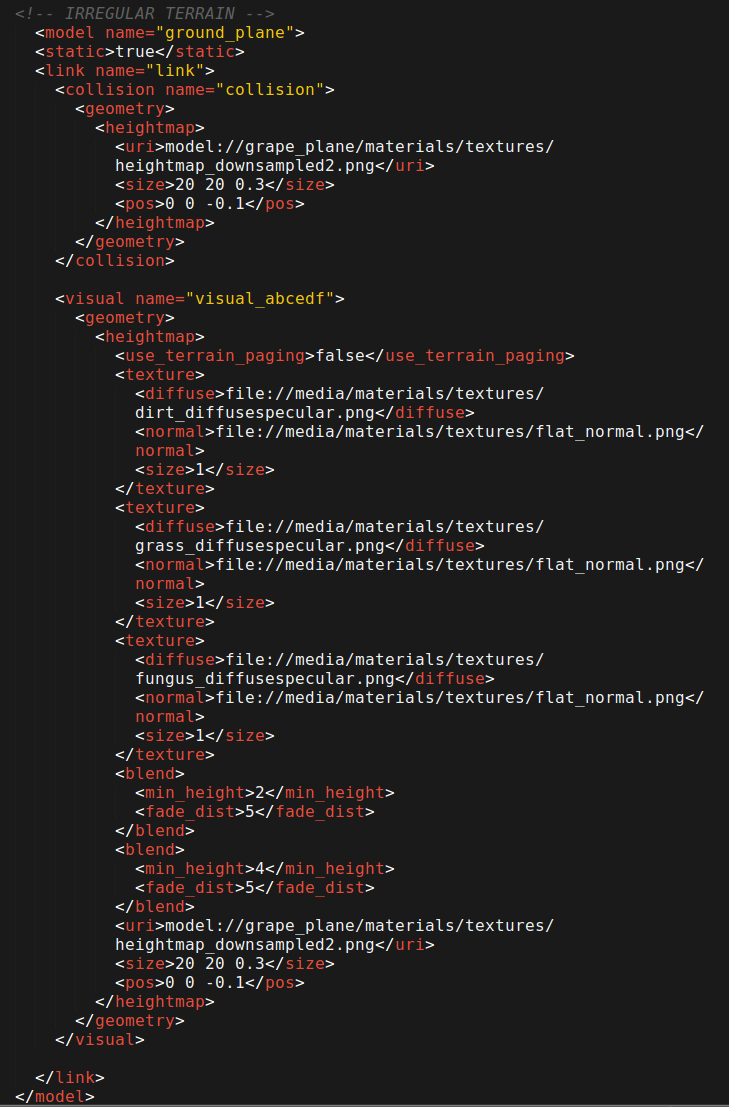 <!-- IRREGULAR TERRAIN -->
<model name="ground_plane">
<static>true</static>
<link name="link">
<collision name="collision">
<geometry>
<heightmap>
<uri>model://grape_plane/materials/textures/
heightmap_downsampled2.png</uri>
<size>20 20 0.3</size>
<pos>0 0 -0.1</pos>
</heightmap>
</geometry>
</collision>
<visual name="visual_abcedf">
<geometry>
<heightmap>
<use_terrain_paging>false</use_terrain_paging>
<texture>
<diffuse>file://media/materials/textures/
dirt_diffusespecular.png</diffuse>
<normal>file://media/materials/textures/flat_normal.png</
normal>
<size>1</size>
</texture>
<texture>
<diffuse>file://media/materials/textures/
grass_diffusespecular.png</diffuse>
<normal>file://media/materials/textures/flat_normal.png</
normal>
<size>1</size>
</texture>
<texture>
<diffuse>file://media/materials/textures/
fungus_diffusespecular.png</diffuse>
<normal>file://media/materials/textures/flat_normal.png</
normal>
<size>1</size>
</texture>
<blend>
<min_height>2</min_height>
<fade_dist>5</fade_dist>
</blend>
<blend>
<min_height>4</min_height>
<fade_dist>5</fade_dist>
</blend>
<uri>model://grape_plane/materials/textures/
heightmap_downsampled2.png</uri>
<size>20 20 0.3</size>
<pos>0 0 -0.1</pos>
</heightmap>
</geometry>
</visual>
</link>
</model>